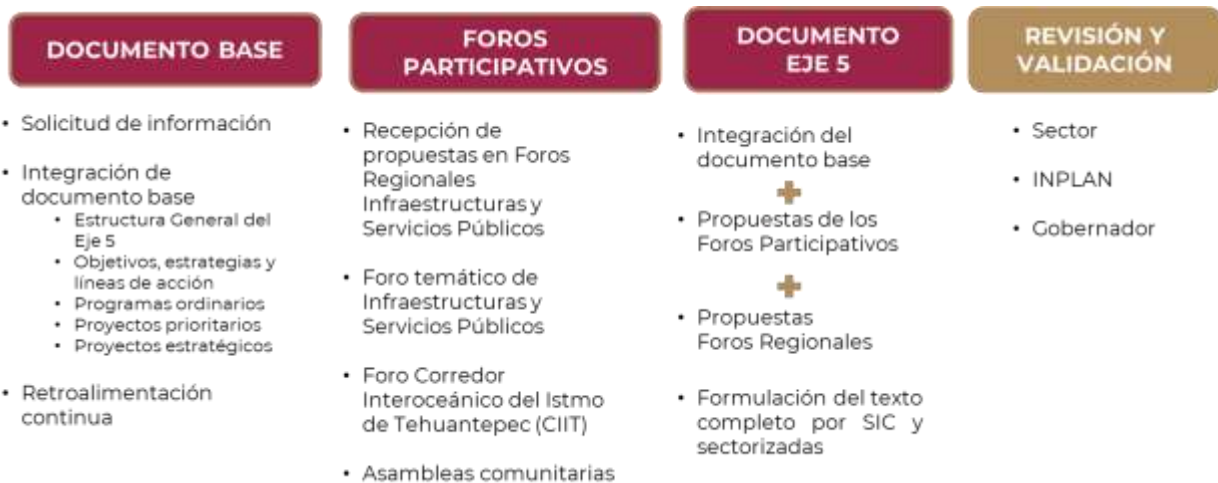 DOCUMENTO BASE
• Solicitud de información
• Integración de
documento base
• Estructura General del
Eje 5
• Objetivos, estrategias y
líneas de acción
• Programas ordinarios
• Proyectos prioritarios
• Proyectos estratégicos
• Retroalimentación
continua
FOROS
PARTICIPATIVOS
• Recepción de
propuestas en Foros
Regionales
Infraestructuras y
Servicios Públicos
• Foro temático de
Infraestructuras y
Servicios Públicos
• Foro Corredor
Interoceánico del Istmo
de Tehuantepec (CIIT)
• Asambleas comunitarias
DOCUMENTO
EJE 5
• Integración del
documento base
• Propuestas de los
Foros Participativos
• Propuestas
Foros Regionales
• Formulación del texto
completo por SIC y
sectorizadas
REVISIÓN Y
VALIDACIÓN
• Sector
• INPLAN
• Gobernador